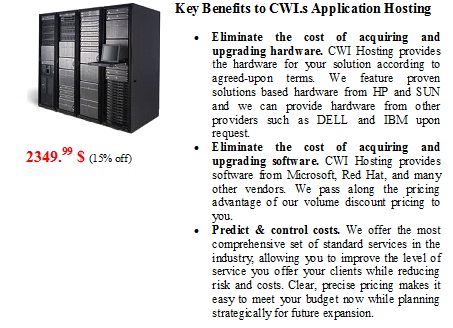 Key Benefits to CWI.s Application Hosting
• Eliminate the cost of acquiring and
upgrading hardware. CWI Hosting provides
the hardware for your solution according to
agreed-upon terms. We feature proven
solutions based hardware from HP and SUN
and we can provide hardware from other
providers such as DELL and IBM upon
request.
• Eliminate the cost of acquiring and
upgrading software. CWI Hosting provides
software from Microsoft, Red Hat, and many
other vendors. We pass along the pricing
advantage of our volume discount pricing to
you.
• Predict & control costs. We offer the most
comprehensive set of standard services in the
industry, allowing you to improve the level of
service you offer your clients while reducing
risk and costs. Clear, precise pricing makes it
easy to meet your budget now while planning
strategically for future expansion.
2349.⁹⁹ $ (15% off)